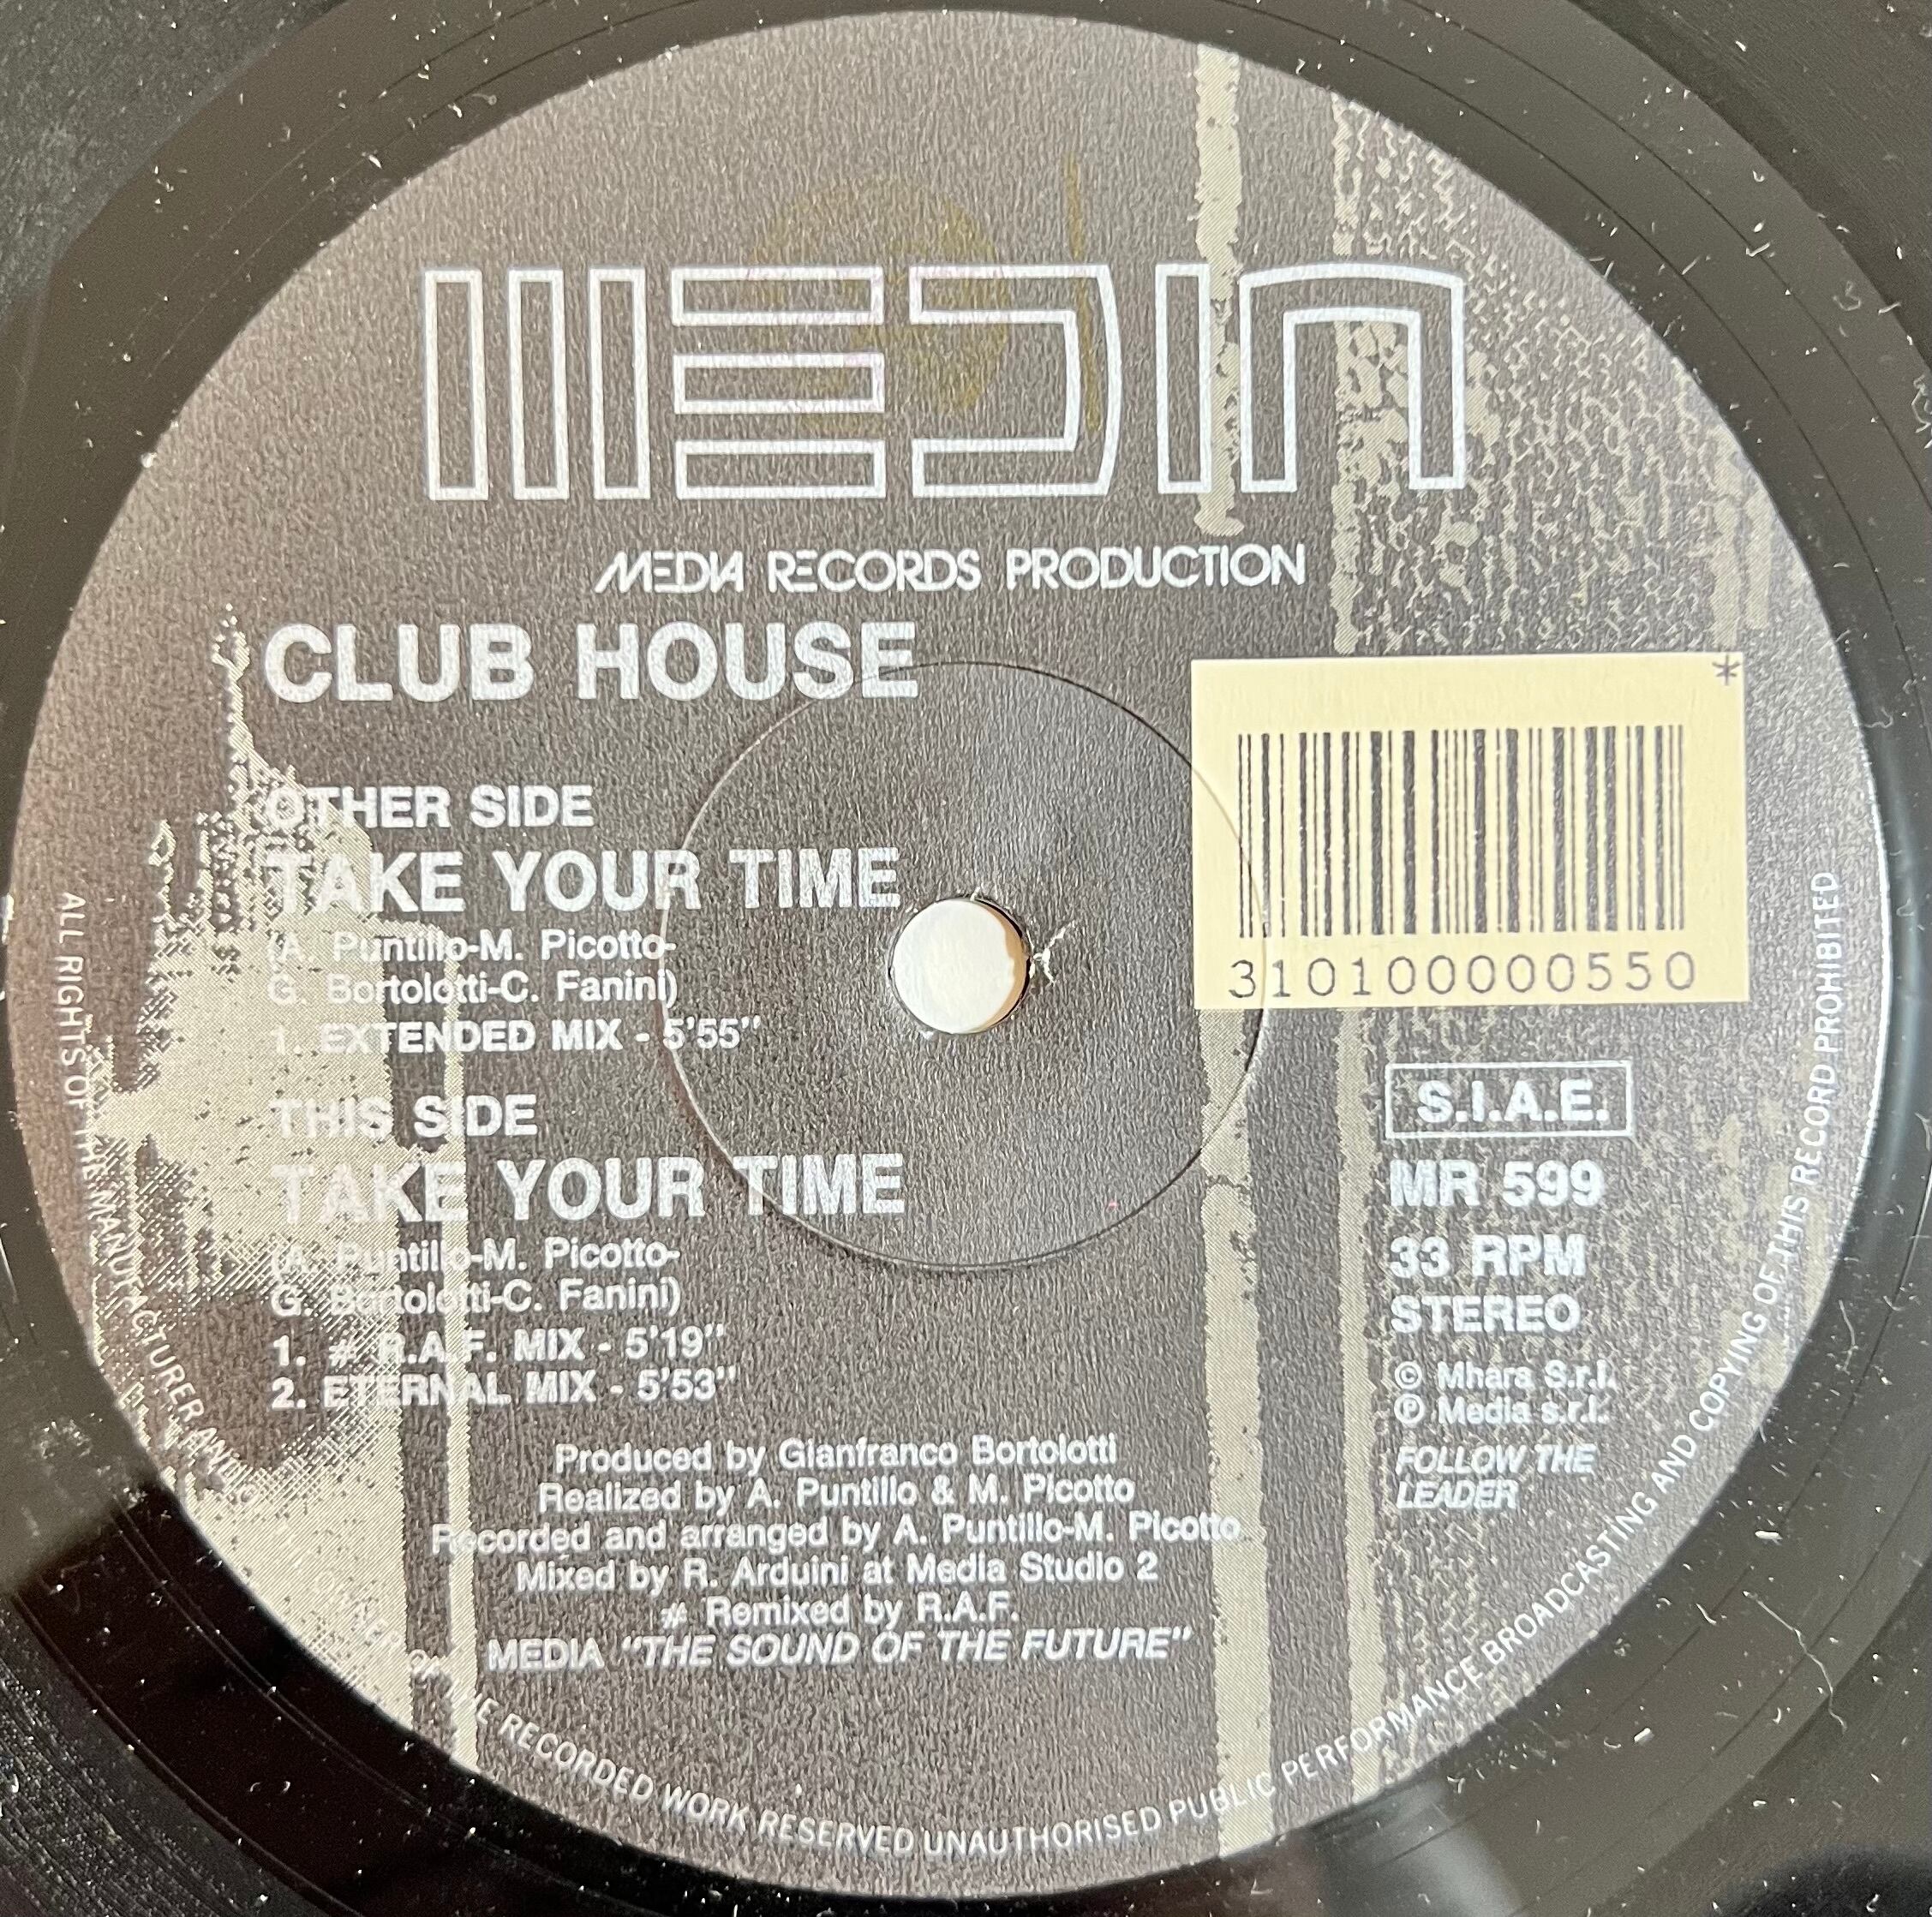 MEDIA
MEDIA RECORDS PRODUCTION
CLUB HOUSE
OTHER SIDE
TAKE YOUR TIME
(A. Puntillo-M. Picotto-
G. Bortolotti-C. Fanini)
1. EXTENDED MIX - 5'55"
THIS SIDE
TAKE YOUR TIME
(A. Puntillo-M. Picotto-
G. Bortolotti-C. Fanini)
1. # R.A.F. MIX - 5'19"
2. ETERNAL MIX - 5'53"
Produced by Gianfranco Bortolotti
Realized by A. Puntillo & M. Picotto
Recorded and arranged by A. Puntillo-M. Picotto
Mixed by R. Arduini at Media Studio 2
# Remixed by R.A.F.
MEDIA "THE SOUND OF THE FUTURE"
*
310100000550
S.I.A.E.
MR 599
33 RPM
STEREO
© Mhara S.r.l.
℗ Media s.r.l.
FOLLOW THE
LEADER
ALL RIGHTS OF THE MANUFACTURER AND OF THE OWNER OF THE RECORDED WORK RESERVED UNAUTHORISED PUBLIC PERFORMANCE BROADCASTING AND COPYING OF THIS RECORD PROHIBITED